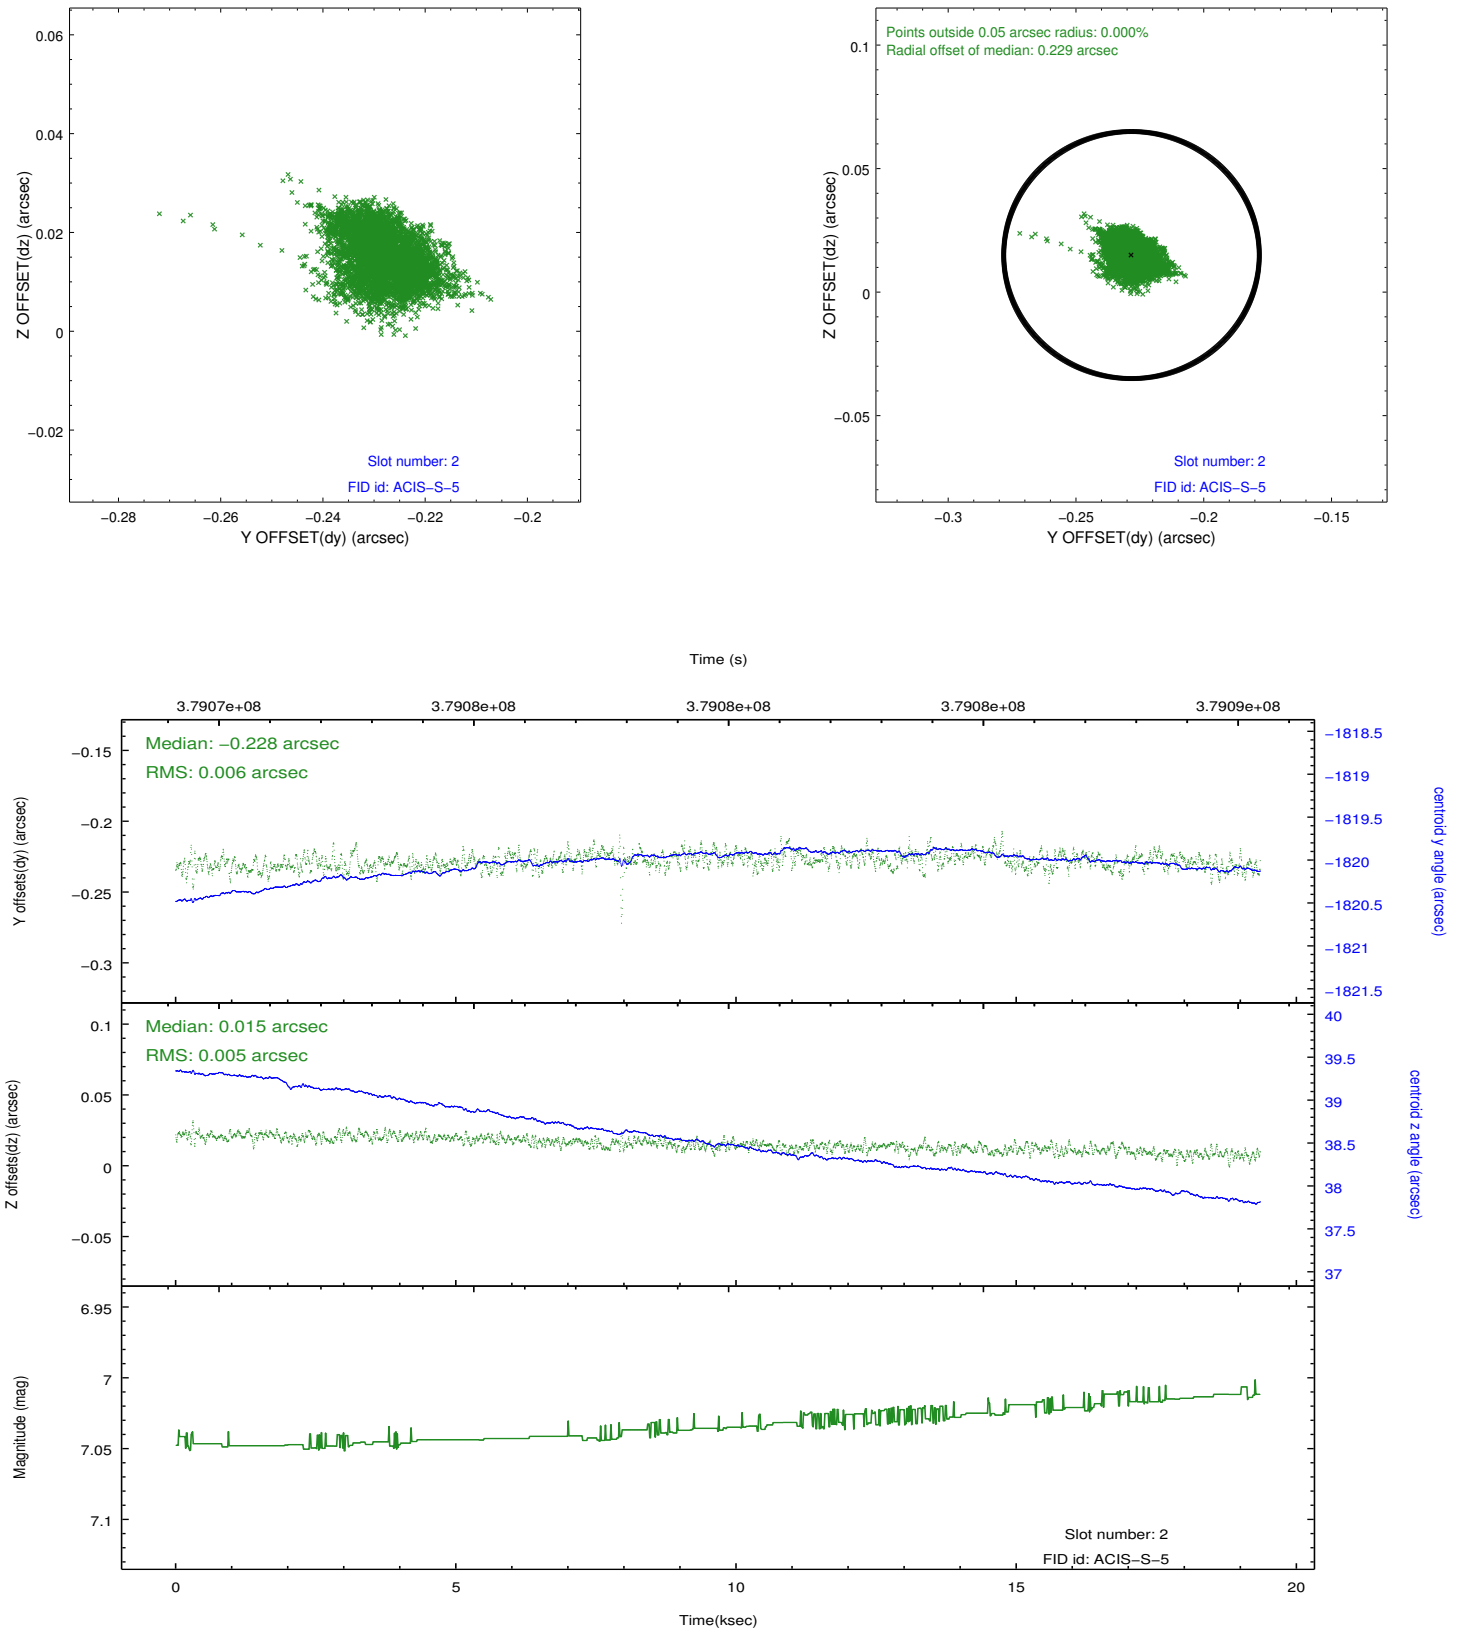 0.06
0.04
0.02
0
−0.02
Z OFFSET(dz) (arcsec)
Slot number: 2
FID id: ACIS−S−5
−0.28
−0.26
−0.24
−0.22
−0.2
Y OFFSET(dy) (arcsec)
Points outside 0.05 arcsec radius: 0.000%
Radial offset of median: 0.229 arcsec
0.1
0.05
0
−0.05
Z OFFSET(dz) (arcsec)
Slot number: 2
FID id: ACIS−S−5
−0.3
−0.25
−0.2
−0.15
Y OFFSET(dy) (arcsec)
Time (s)
3.7907e+08
3.7908e+08
3.7908e+08
3.7908e+08
3.7909e+08
Median: −0.228 arcsec
RMS: 0.006 arcsec
−0.15
−0.2
−0.25
−0.3
Y offsets(dy) (arcsec)
−1818.5
−1819
−1819.5
−1820
−1820.5
−1821
−1821.5
centroid y angle (arcsec)
Median: 0.015 arcsec
RMS: 0.005 arcsec
0.1
0.05
0
−0.05
Z offsets(dz) (arcsec)
40
39.5
39
38.5
38
37.5
37
centroid z angle (arcsec)
6.95
7
7.05
7.1
Magnitude (mag)
Slot number: 2
FID id: ACIS−S−5
0
5
10
15
20
Time(ksec)